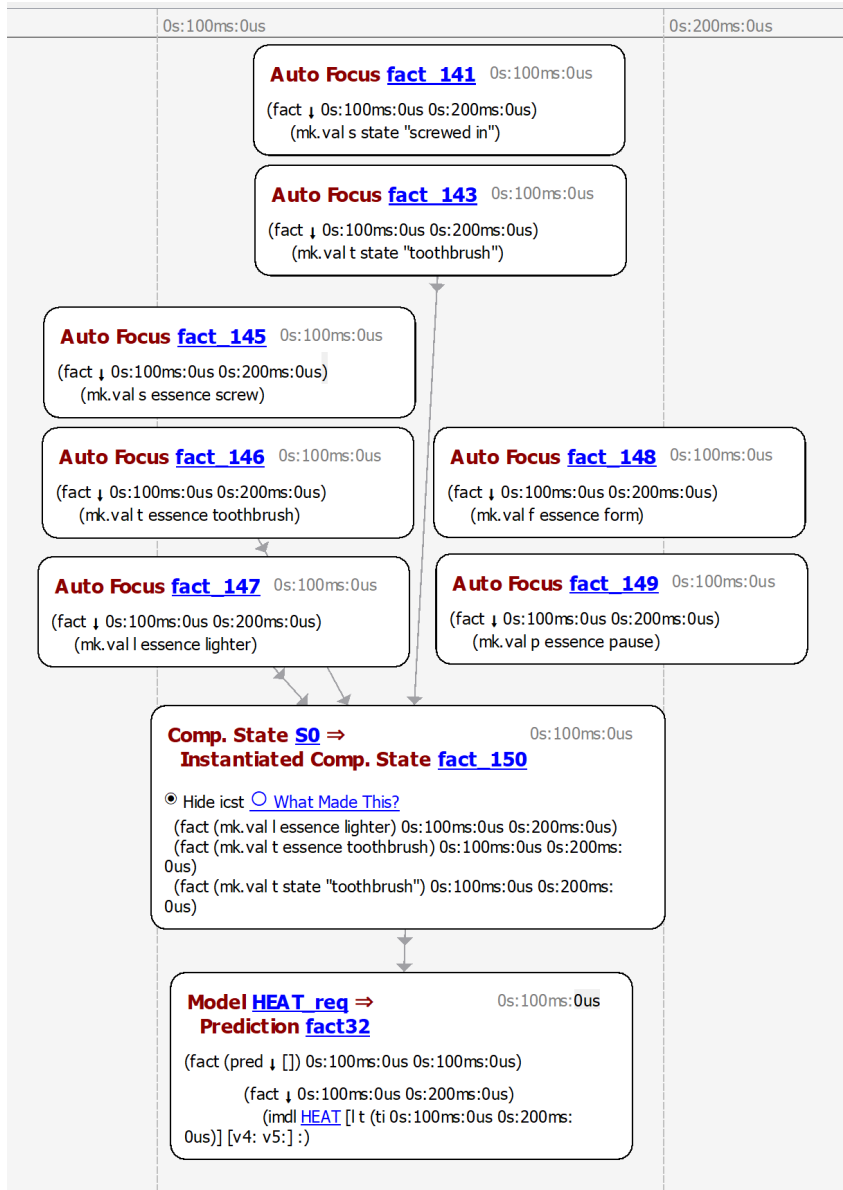 0s:100ms:0us 0s:200ms:0us
Auto Focus fact_141 0s:100ms:0us
(fact ↓ 0s:100ms:0us 0s:200ms:0us)
(mk.val s state "screwed in")
Auto Focus fact_143 0s:100ms:0us
(fact ↓ 0s:100ms:0us 0s:200ms:0us)
(mk.val t state "toothbrush")
Auto Focus fact_145 0s:100ms:0us
(fact ↓ 0s:100ms:0us 0s:200ms:0us)
(mk.val s essence screw)
Auto Focus fact_146 0s:100ms:0us
(fact ↓ 0s:100ms:0us 0s:200ms:0us)
(mk.val t essence toothbrush)
Auto Focus fact_148 0s:100ms:0us
(fact ↓ 0s:100ms:0us 0s:200ms:0us)
(mk.val f essence form)
Auto Focus fact_147 0s:100ms:0us
(fact ↓ 0s:100ms:0us 0s:200ms:0us)
(mk.val l essence lighter)
Auto Focus fact_149 0s:100ms:0us
(fact ↓ 0s:100ms:0us 0s:200ms:0us)
(mk.val p essence pause)
Comp. State S0 ⇒ 0s:100ms:0us
Instantiated Comp. State fact_150
Hide icst What Made This?
(fact (mk.val l essence lighter) 0s:100ms:0us 0s:200ms:0us)
(fact (mk.val t essence toothbrush) 0s:100ms:0us 0s:200ms:
0us)
(fact (mk.val t state "toothbrush") 0s:100ms:0us 0s:200ms:
0us)
Model HEAT_req ⇒ 0s:100ms:0us
Prediction fact32
(fact (pred ↓ []) 0s:100ms:0us 0s:100ms:0us)
(fact ↓ 0s:100ms:0us 0s:200ms:0us)
(imdl HEAT [l t (ti 0s:100ms:0us 0s:200ms:
0us)] [v4: v5:] :)